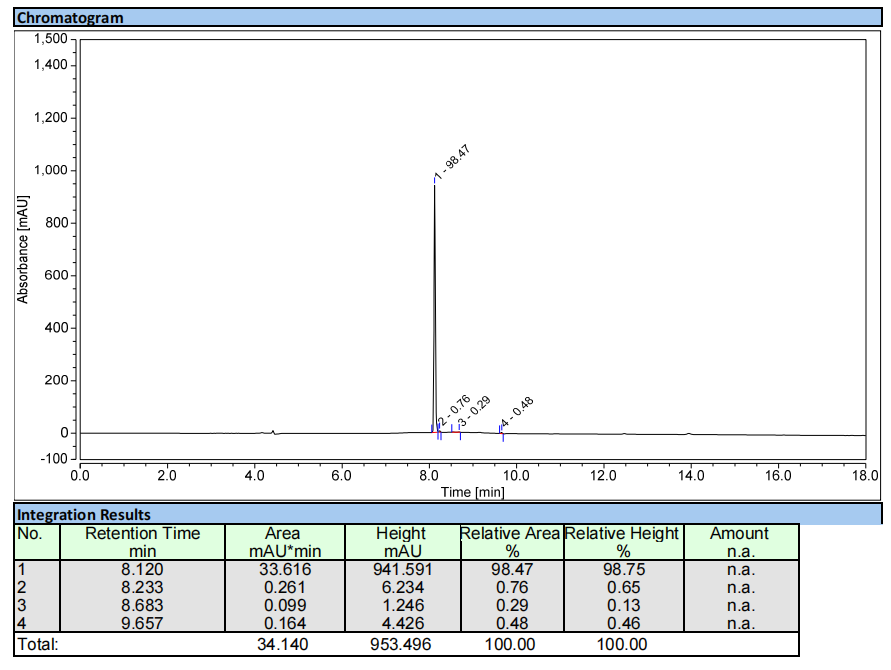 Chromatogram
1,500
1,400
1,200
1,000
800
600
400
200
0
-100
Absorbance [mAU]
1 - 98.47
2 - 0.76
3 - 0.29
4 - 0.48
0.0 2.0 4.0 6.0 8.0 10.0 12.0 14.0 16.0 18.0
Time [min]
Integration Results
No. Retention Time Area Height Relative Area Relative Height Amount
min mAU*min mAU % % n.a.
1 8.120 33.616 941.591 98.47 98.75 n.a.
2 8.233 0.261 6.234 0.76 0.65 n.a.
3 8.683 0.099 1.246 0.29 0.13 n.a.
4 9.657 0.164 4.426 0.48 0.46 n.a.
Total: 34.140 953.496 100.00 100.00